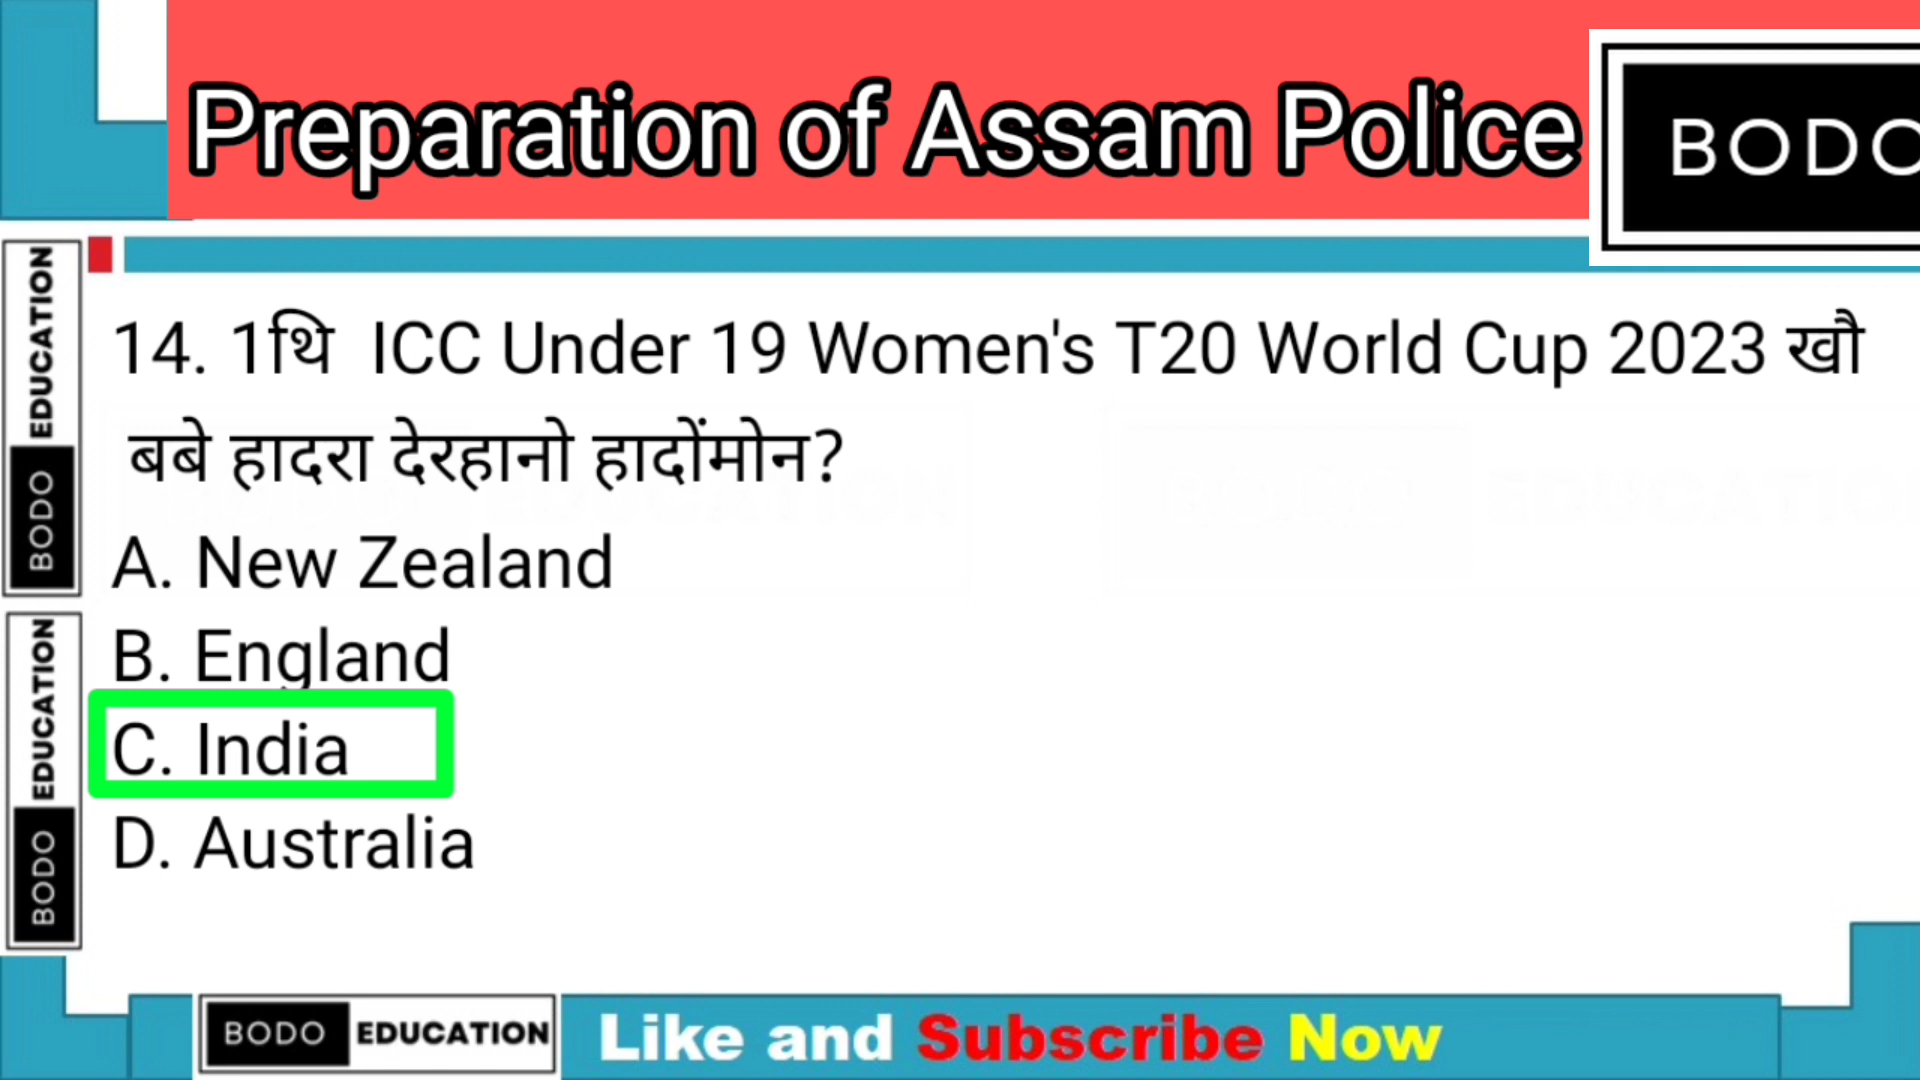 Preparation of Assam Police
BODO
BODO EDUCATION
14. 1थि ICC Under 19 Women's T20 World Cup 2023 खौ
बबे हादरा देरहानो हादोंमोन?
A. New Zealand
B. England
C. India
D. Australia
BODO EDUCATION
BODO EDUCATION
Like and Subscribe Now